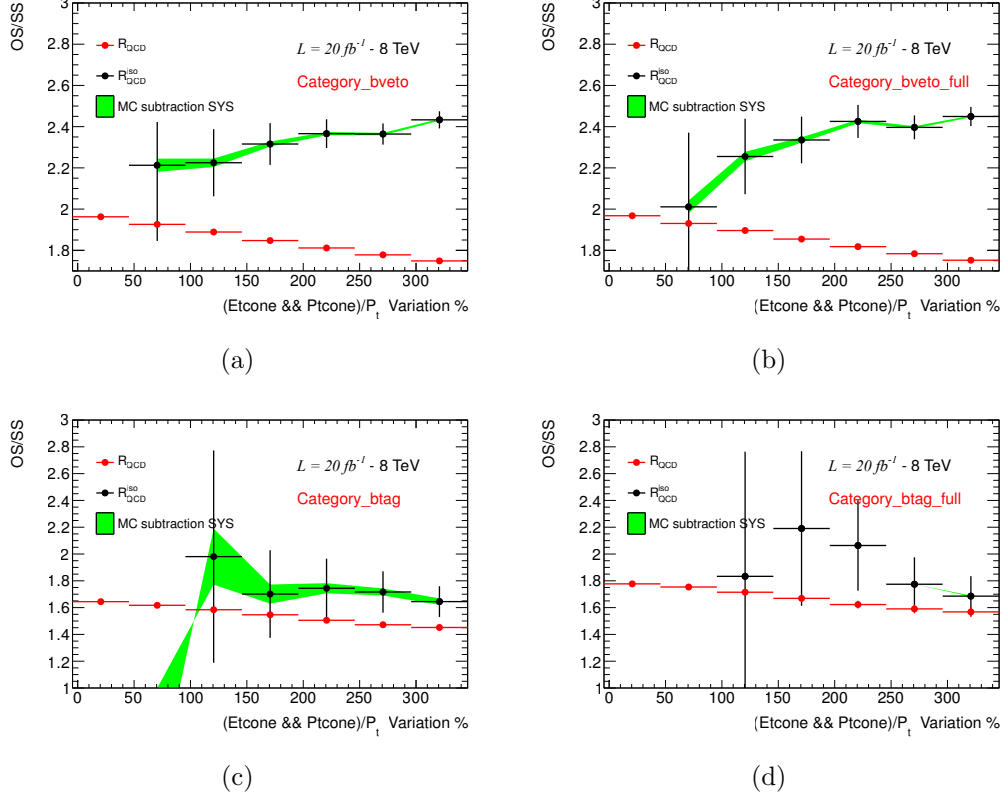 OS/SS
3
2.8
2.6
2.4
2.2
2
1.8
0 50 100 150 200 250 300
(Etcone && Ptcone)/P_t Variation %
R_QCD
R^iso_QCD
MC subtraction SYS
L = 20 fb^-1 - 8 TeV
Category_bveto
(a)
OS/SS
3
2.8
2.6
2.4
2.2
2
1.8
0 50 100 150 200 250 300
(Etcone && Ptcone)/P_t Variation %
R_QCD
R^iso_QCD
MC subtraction SYS
L = 20 fb^-1 - 8 TeV
Category_bveto_full
(b)
OS/SS
3
2.8
2.6
2.4
2.2
2
1.8
1.6
1.4
1.2
1
0 50 100 150 200 250 300
(Etcone && Ptcone)/P_t Variation %
R_QCD
R^iso_QCD
MC subtraction SYS
L = 20 fb^-1 - 8 TeV
Category_btag
(c)
OS/SS
3
2.8
2.6
2.4
2.2
2
1.8
1.6
1.4
1.2
1
0 50 100 150 200 250 300
(Etcone && Ptcone)/P_t Variation %
R_QCD
R^iso_QCD
MC subtraction SYS
L = 20 fb^-1 - 8 TeV
Category_btag_full
(d)